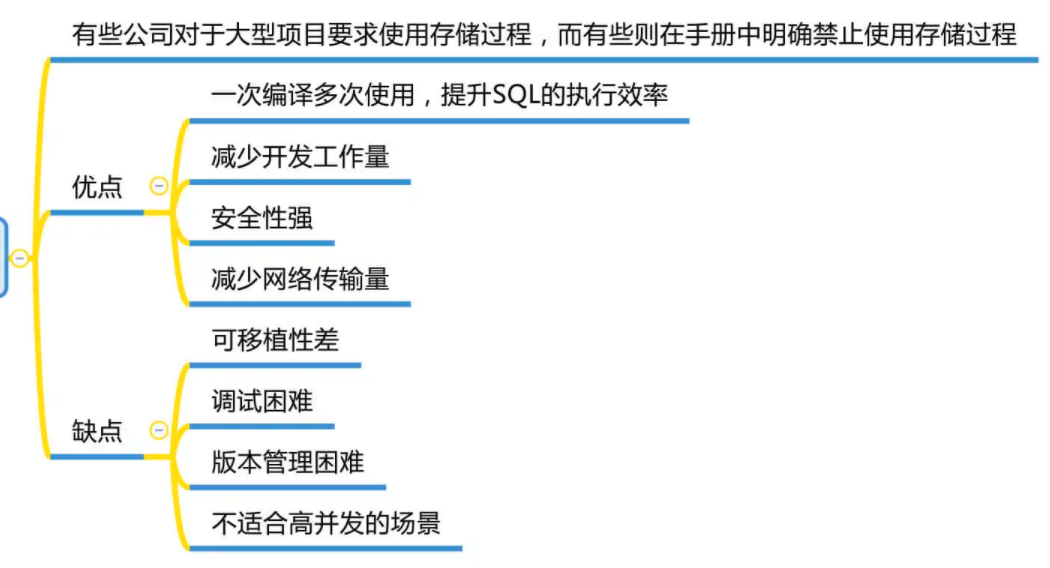 有些公司对于大型项目要求使用存储过程，而有些则在手册中明确禁止使用存储过程
一次编译多次使用，提升SQL的执行效率
减少开发工作量
优点
安全性强
减少网络传输量
可移植性差
调试困难
缺点
版本管理困难
不适合高并发的场景